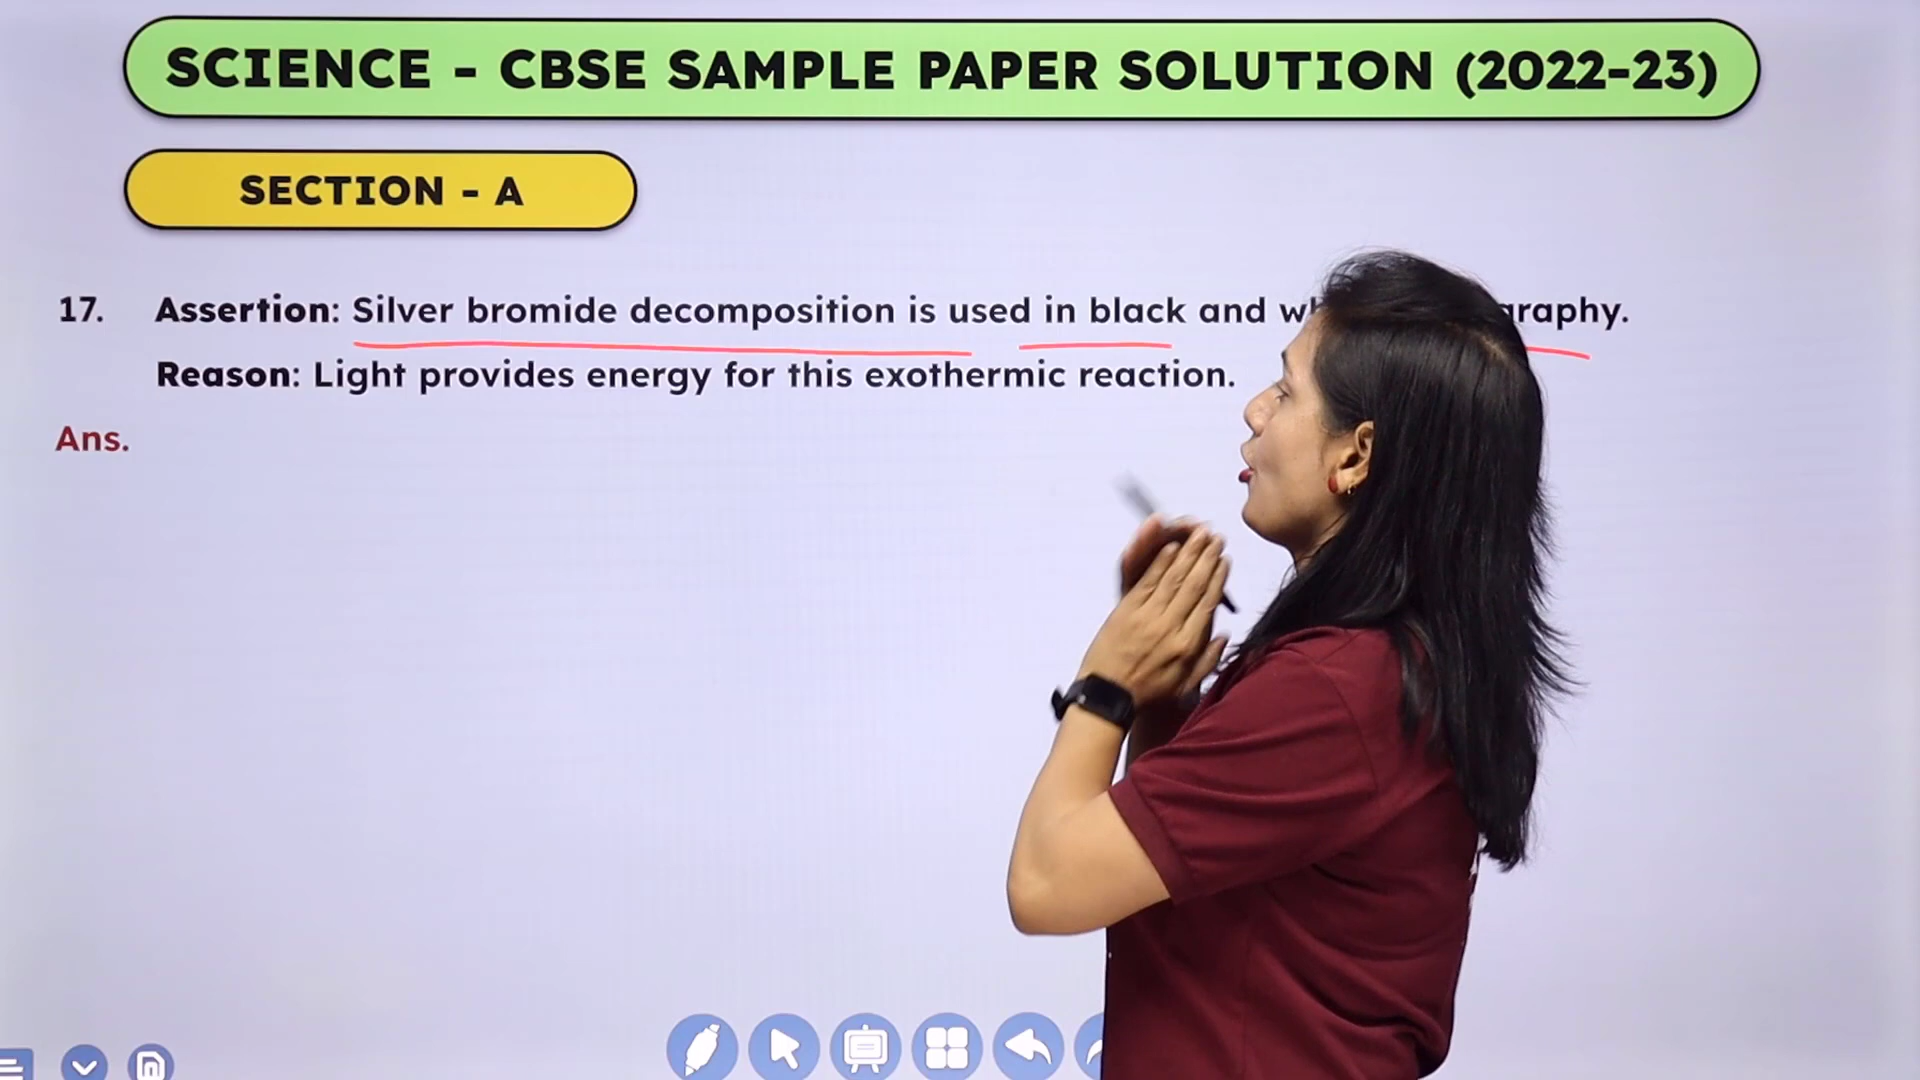 SCIENCE - CBSE SAMPLE PAPER SOLUTION (2022-23)
SECTION - A
17. Assertion: Silver bromide decomposition is used in black and graphy.
Reason: Light provides energy for this exothermic reaction.
Ans.